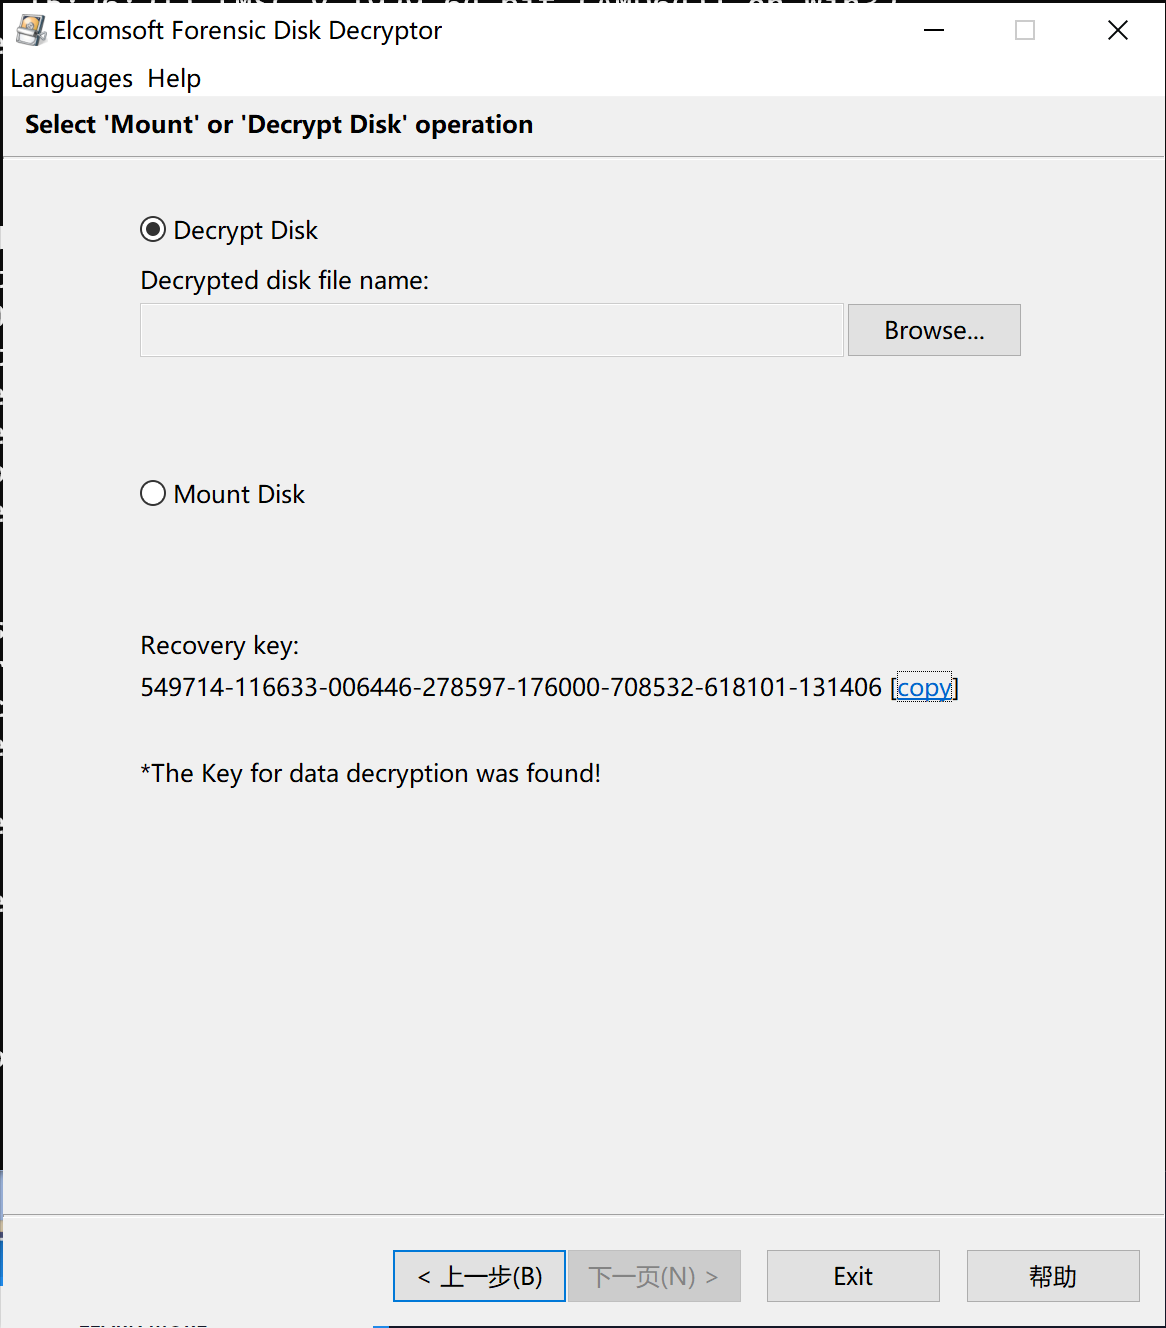 Elcomsoft Forensic Disk Decryptor
Languages Help
Select 'Mount' or 'Decrypt Disk' operation
Decrypt Disk
Decrypted disk file name:
Browse...
Mount Disk
Recovery key:
549714-116633-006446-278597-176000-708532-618101-131406 [copy]
*The Key for data decryption was found!
< 上一步(B) 下一页(N) > Exit 帮助